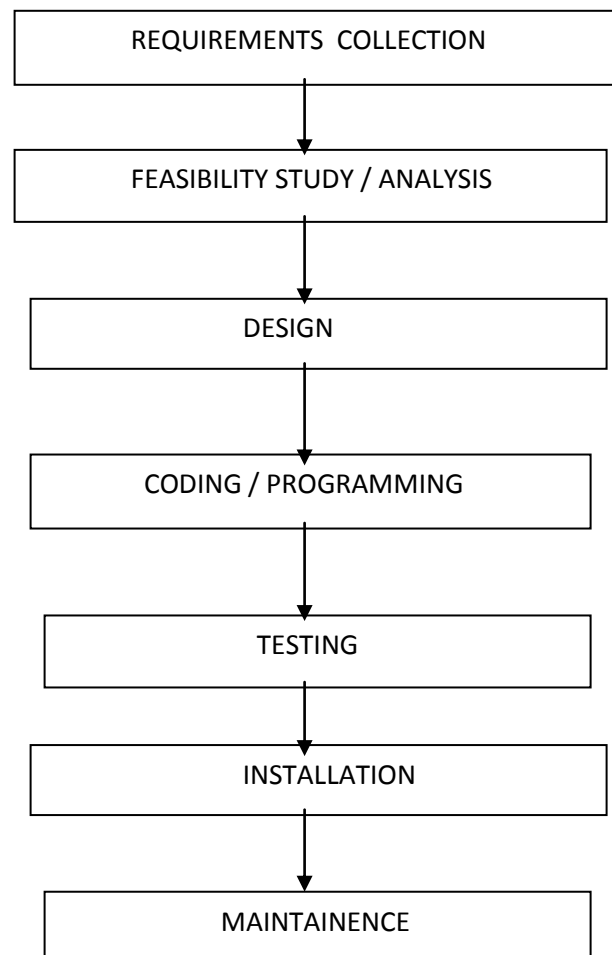 REQUIREMENTS COLLECTION
FEASIBILITY STUDY / ANALYSIS
DESIGN
CODING / PROGRAMMING
TESTING
INSTALLATION
MAINTAINENCE